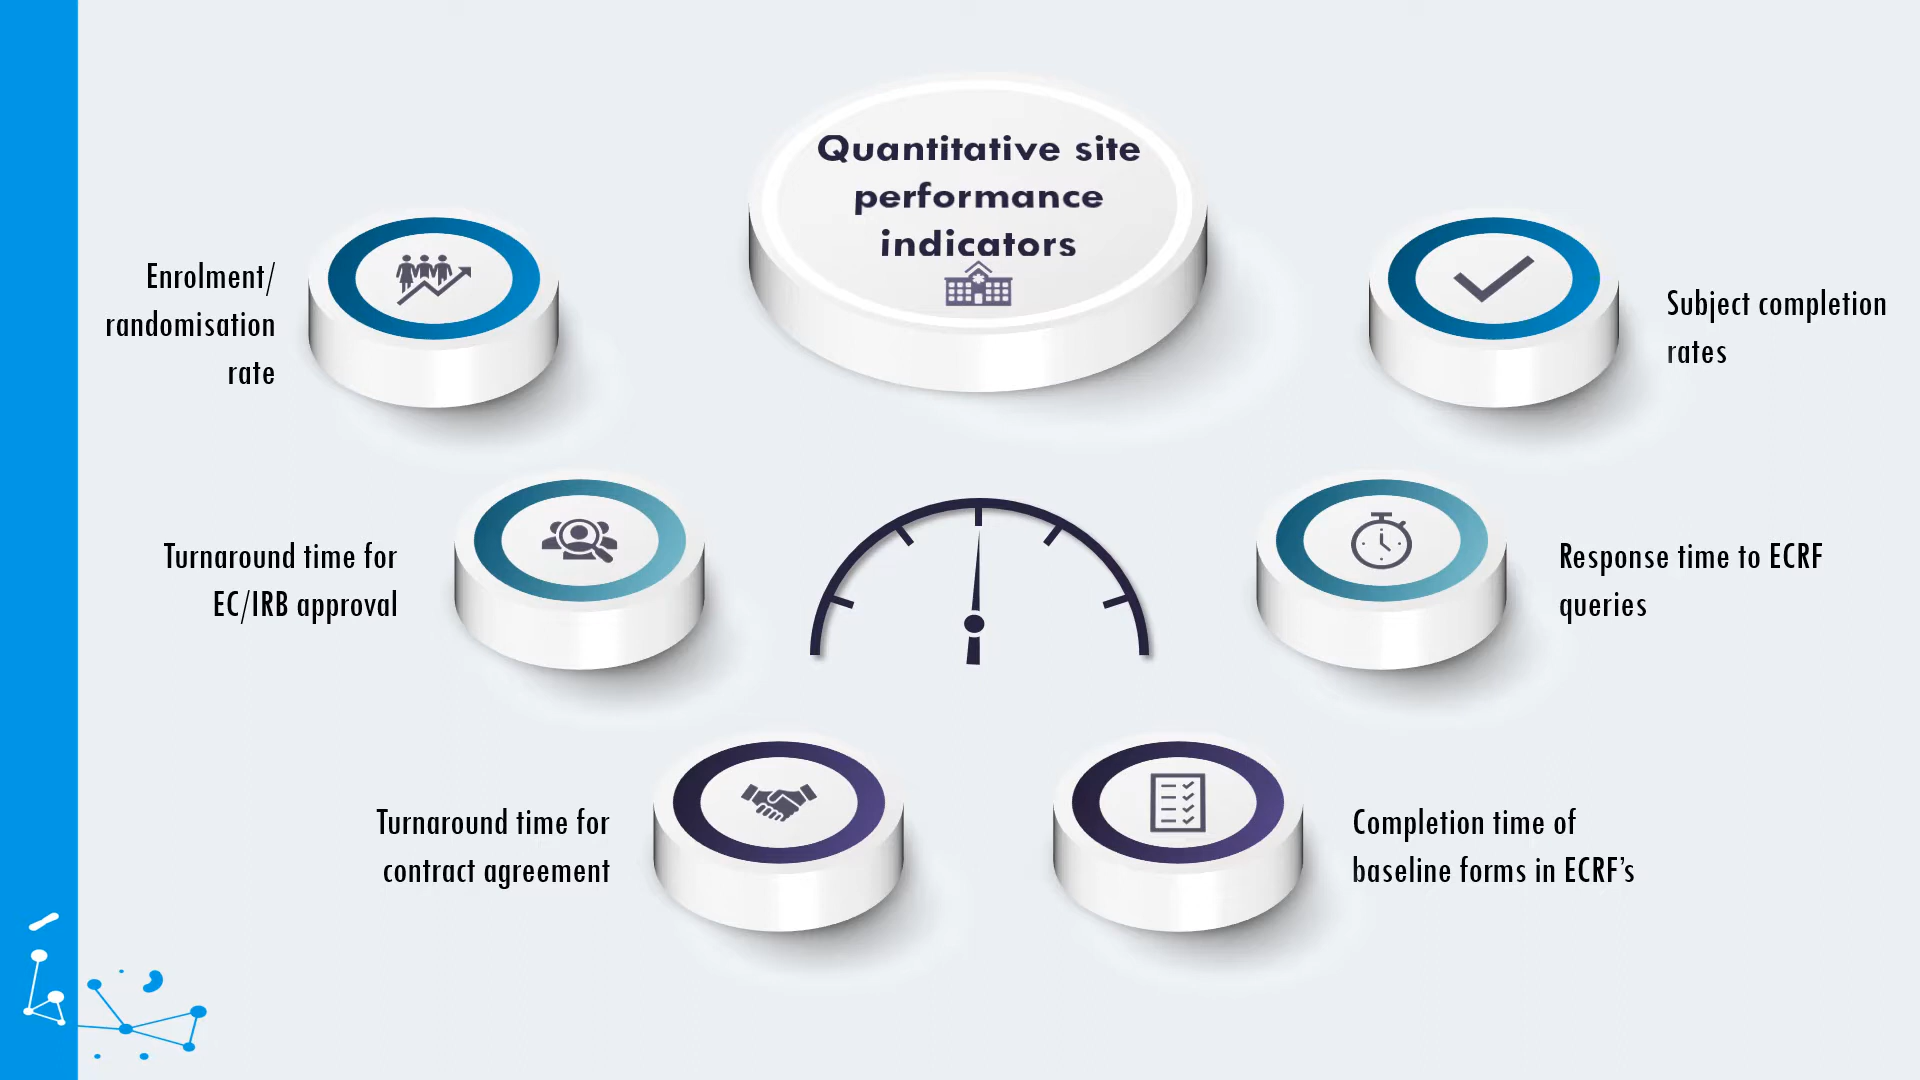 Quantitative site
performance
indicators
Enrolment/
randomisation
rate
Subject completion
rates
Turnaround time for
EC/IRB approval
Response time to ECRF
queries
Turnaround time for
contract agreement
Completion time of
baseline forms in ECRF’s